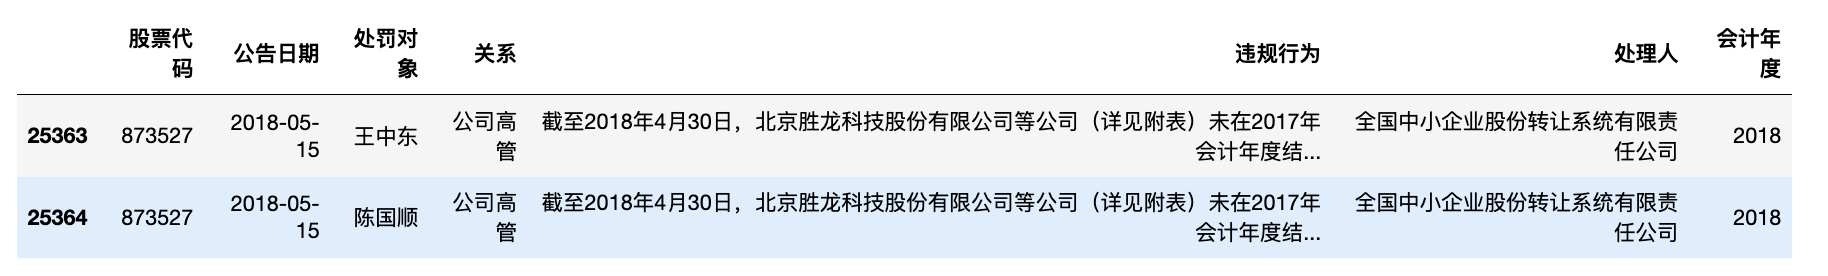 股票代码 公告日期 处罚对象 关系 违规行为 处理人 会计年度
25363 873527 2018-05-15 王中东 公司高管 截至2018年4月30日，北京胜龙科技股份有限公司等公司（详见附表）未在2017年会计年度结... 全国中小企业股份转让系统有限责任公司 2018
25364 873527 2018-05-15 陈国顺 公司高管 截至2018年4月30日，北京胜龙科技股份有限公司等公司（详见附表）未在2017年会计年度结... 全国中小企业股份转让系统有限责任公司 2018